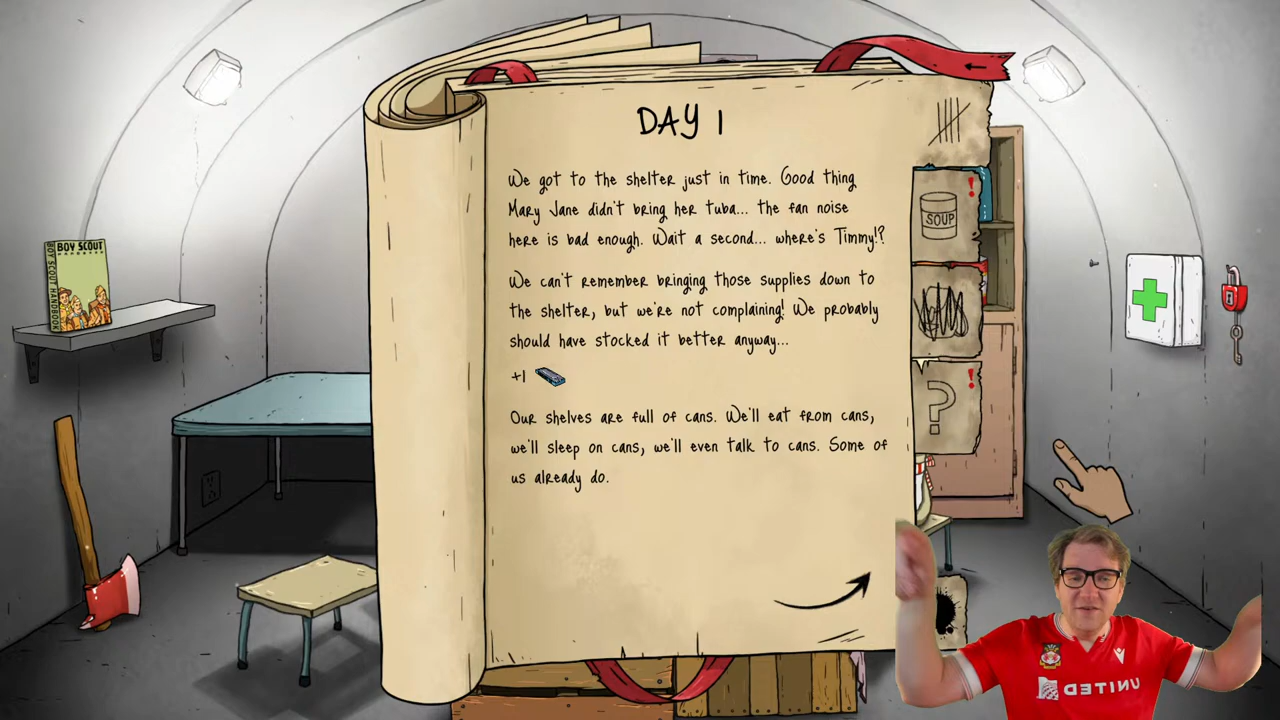 DAY 1
We got to the shelter just in time. Good thing
Mary Jane didn't bring her tuba... the fan noise
here is bad enough. Wait a second... where's Timmy!?
We can't remember bringing those supplies down to
the shelter, but we're not complaining! We probably
should have stocked it better anyway...
+1
Our shelves are full of cans. We'll eat from cans,
we'll sleep on cans, we'll even talk to cans. Some of
us already do.
!
SOUP
!
?
BOY SCOUT
BOY SCOUT HANDBOOK
UNITED